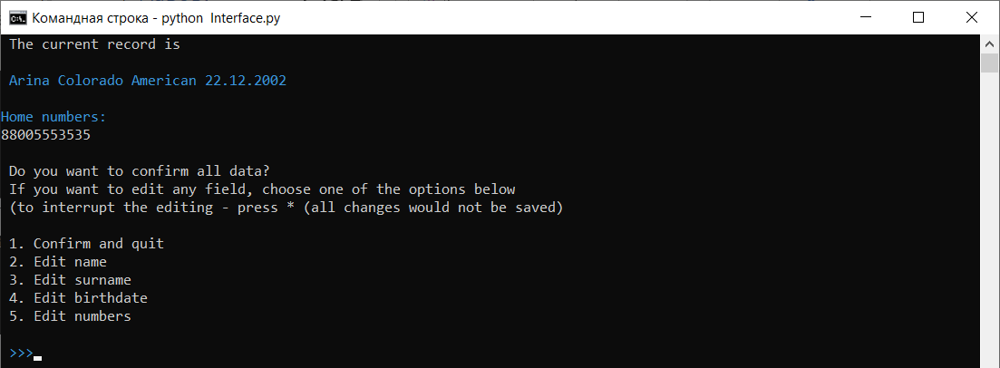 Командная строка - python  Interface.py
The current record is
Arina Colorado American 22.12.2002
Home numbers:
88005553535
Do you want to confirm all data?
If you want to edit any field, choose one of the options below
(to interrupt the editing - press * (all changes would not be saved)
1. Confirm and quit
2. Edit name
3. Edit surname
4. Edit birthdate
5. Edit numbers
>>>